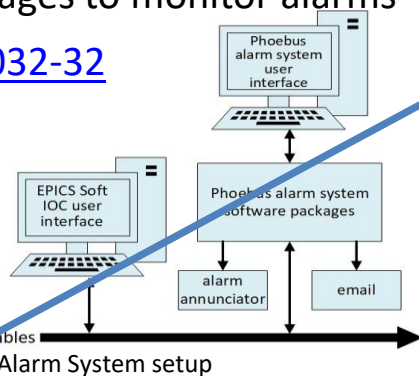 ages to monitor alarms
032-32
Phoebus
alarm system
user
interface
EPICS Soft
IOC user
interface
Phoebus alarm system
software packages
alarm
annunciator
email
ables
Alarm System setup